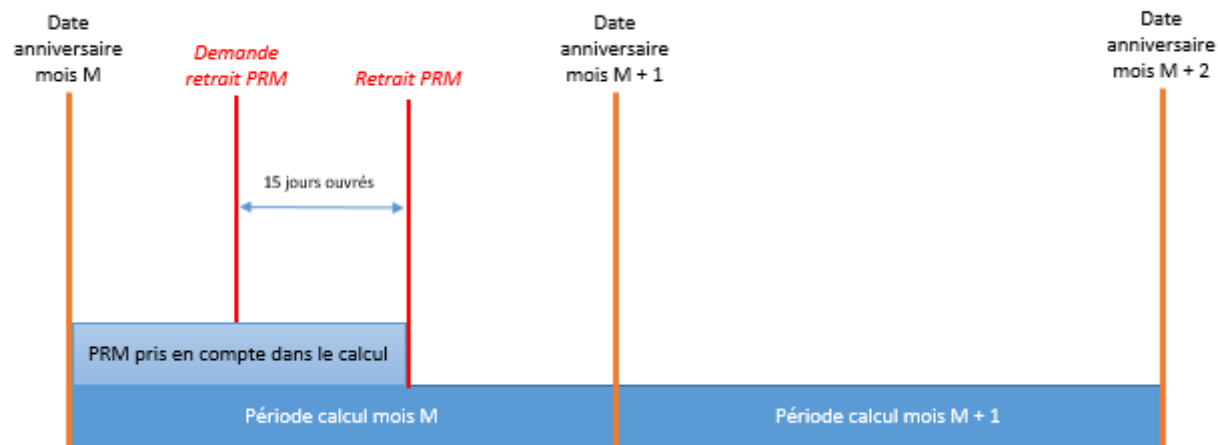 Date
anniversaire
mois M
Demande
retrait PRM
Retrait PRM
Date
anniversaire
mois M + 1
Date
anniversaire
mois M + 2
15 jours ouvrés
PRM pris en compte dans le calcul
Période calcul mois M
Période calcul mois M + 1